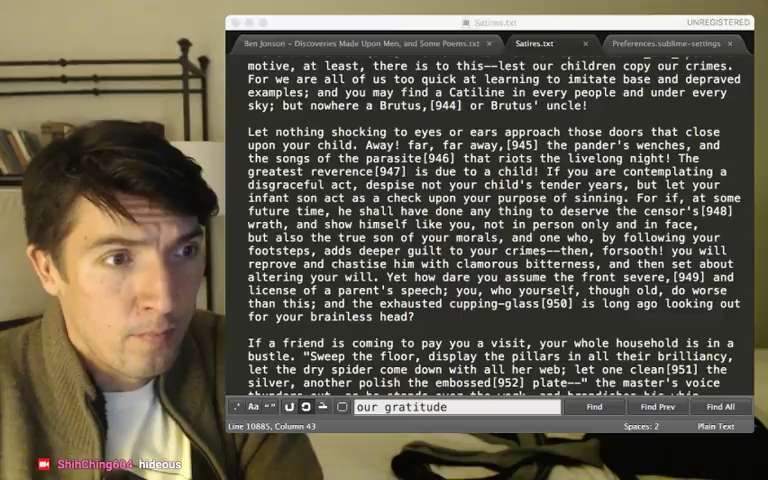 Satires.txt
UNREGISTERED
Ben Jonson – Discoveries Made Upon Men, and Some Poems.txt ×
Satires.txt ×
Preferences.sublime-settings ×
motive, at least, there is to this--lest our children copy our crimes.
For we are all of us too quick at learning to imitate base and depraved
examples; and you may find a Catiline in every people and under every
sky; but nowhere a Brutus,[944] or Brutus' uncle!
Let nothing shocking to eyes or ears approach those doors that close
upon your child. Away! far, far away,[945] the pander's wenches, and
the songs of the parasite[946] that riots the livelong night! The
greatest reverence[947] is due to a child! If you are contemplating a
disgraceful act, despise not your child's tender years, but let your
infant son act as a check upon your purpose of sinning. For if, at some
future time, he shall have done any thing to deserve the censor's[948]
wrath, and show himself like you, not in person only and in face,
but also the true son of your morals, and one who, by following your
footsteps, adds deeper guilt to your crimes--then, forsooth! you will
reprove and chastise him with clamorous bitterness, and then set about
altering your will. Yet how dare you assume the front severe,[949] and
license of a parent's speech; you, who yourself, though old, do worse
than this; and the exhausted cupping-glass[950] is long ago looking out
for your brainless head?
If a friend is coming to pay you a visit, your whole household is in a
bustle. "Sweep the floor, display the pillars in all their brilliancy,
let the dry spider come down with all her web; let one clean[951] the
silver, another polish the embossed[952] plate--" the master's voice
.* Aa “” our gratitude Find Find Prev Find All
Line 10885, Column 43 Spaces: 2 Plain Text
ShihChing604 hideous